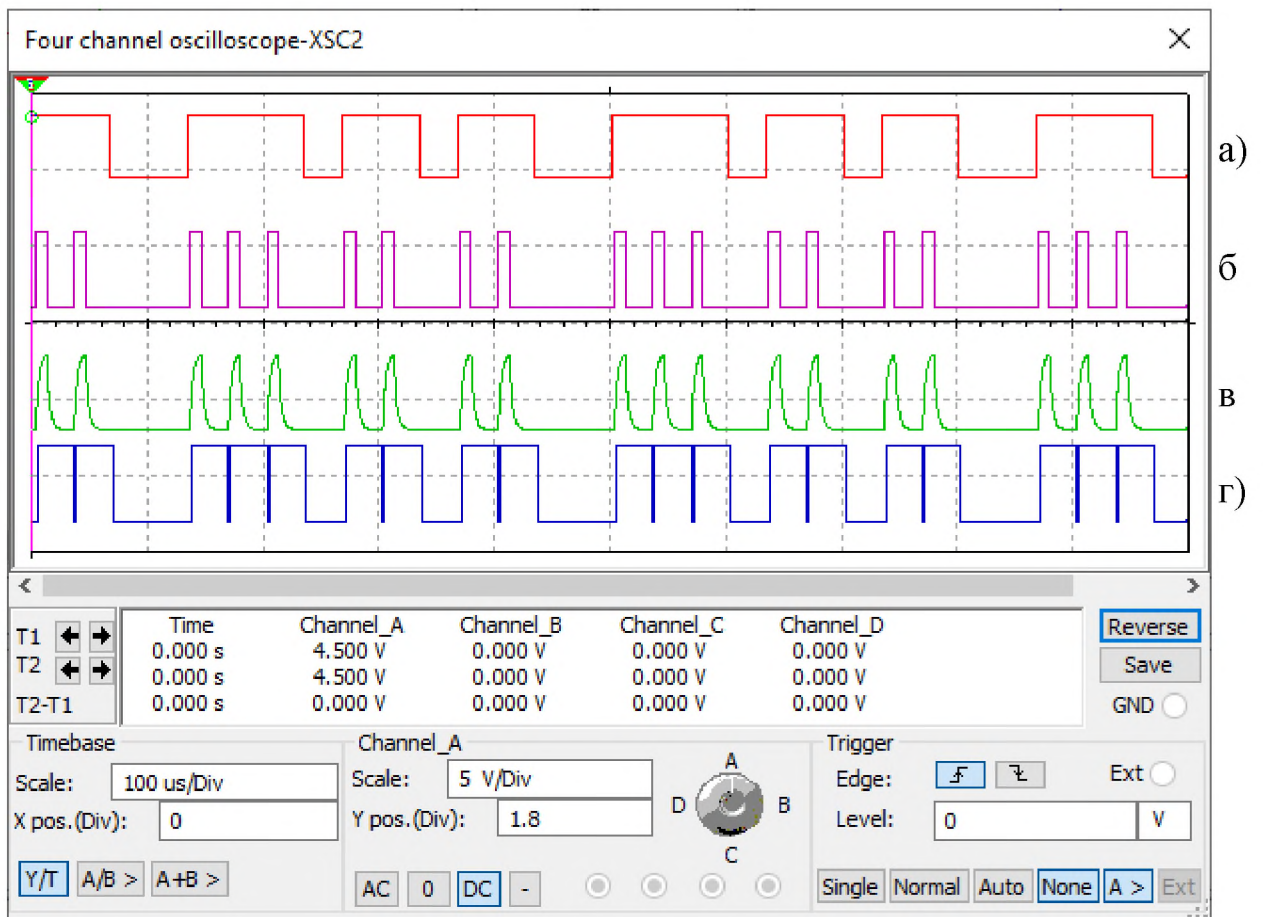 Four channel oscilloscope-XSC2
а)
б
в
г)
T1
T2
T2-T1
Time Channel_A Channel_B Channel_C Channel_D
0.000 s 4.500 V 0.000 V 0.000 V 0.000 V
0.000 s 4.500 V 0.000 V 0.000 V 0.000 V
0.000 s 0.000 V 0.000 V 0.000 V 0.000 V
Reverse
Save
GND
Timebase
Scale: 100 us/Div
X pos.(Div): 0
Y/T A/B > A+B >
Channel_A
Scale: 5 V/Div
Y pos.(Div): 1.8
AC 0 DC -
A
D B
C
Trigger
Edge: Ext
Level: 0 V
Single Normal Auto None A > Ext